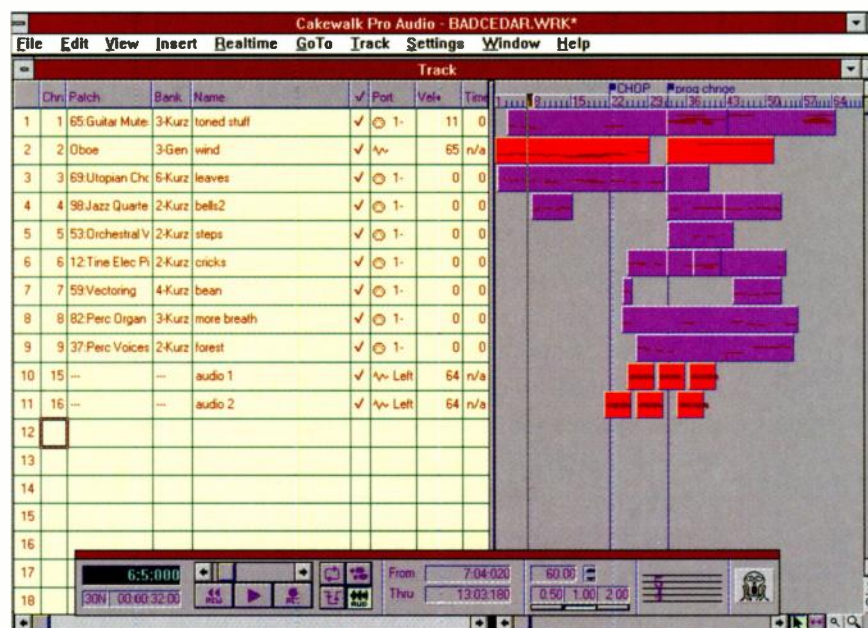 Cakewalk Pro Audio - BADCEDAR.WRK*
File Edit View Insert Realtime GoTo Track Settings Window Help
Track
Chn Patch Bank Name ✓ Port Vel+ Time
CHOP prog chnge
1 8 15 22 29 36 43 50 57 64
1 1 65:Guitar Mute 3-Kurz toned stuff ✓ 1- 11 0
2 2 Oboe 3-Gen wind ✓ 65 n/a
3 3 69:Utopian Chc 6-Kurz leaves ✓ 1- 0 0
4 4 98:Jazz Quarte 2-Kurz bells2 ✓ 1- 0 0
5 5 53:Orchestral V 2-Kurz steps ✓ 1- 0 0
6 6 12:Tine Elec Pi 2-Kurz cricks ✓ 1- 0 0
7 7 59:Vectoring 4-Kurz bean ✓ 1- 0 0
8 8 82:Perc Organ 3-Kurz more breath ✓ 1- 0 0
9 9 37:Perc Voices 2-Kurz forest ✓ 1- 0 0
10 15 --- --- audio 1 ✓ Left 64 n/a
11 16 --- --- audio 2 ✓ Left 64 n/a
12
13
14
15
16
17
18
6:5:000
30N 00:00:32:00
REW REC AUD
From 7:04:020
Thru 13:03:180
60.00
0.50 1.00 2.00